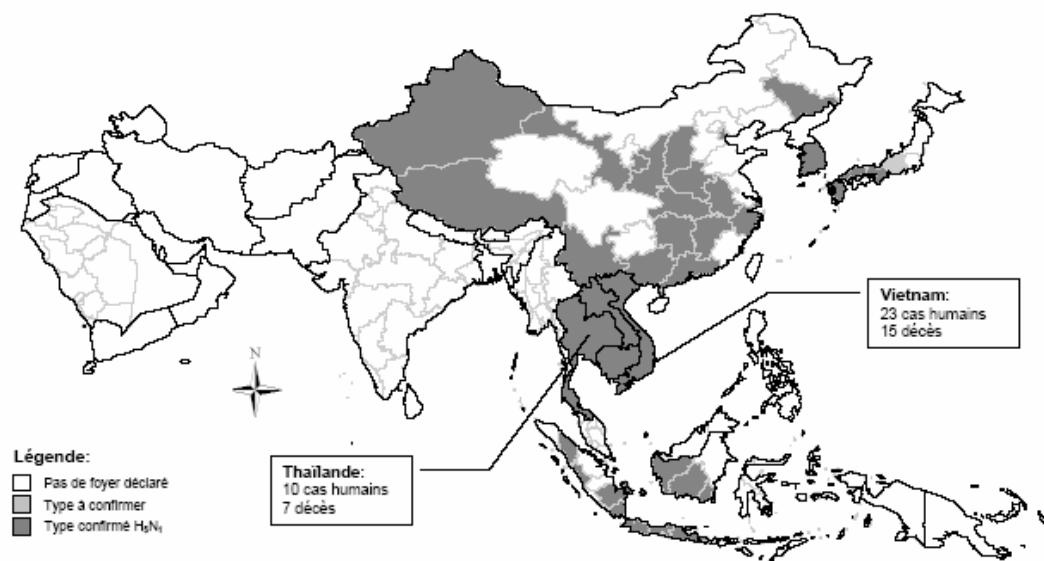 Vietnam:
23 cas humains
15 décès
N
Légende:
Pas de foyer déclaré
Type à confirmer
Type confirmé H₅N₁
Thaïlande:
10 cas humains
7 décès